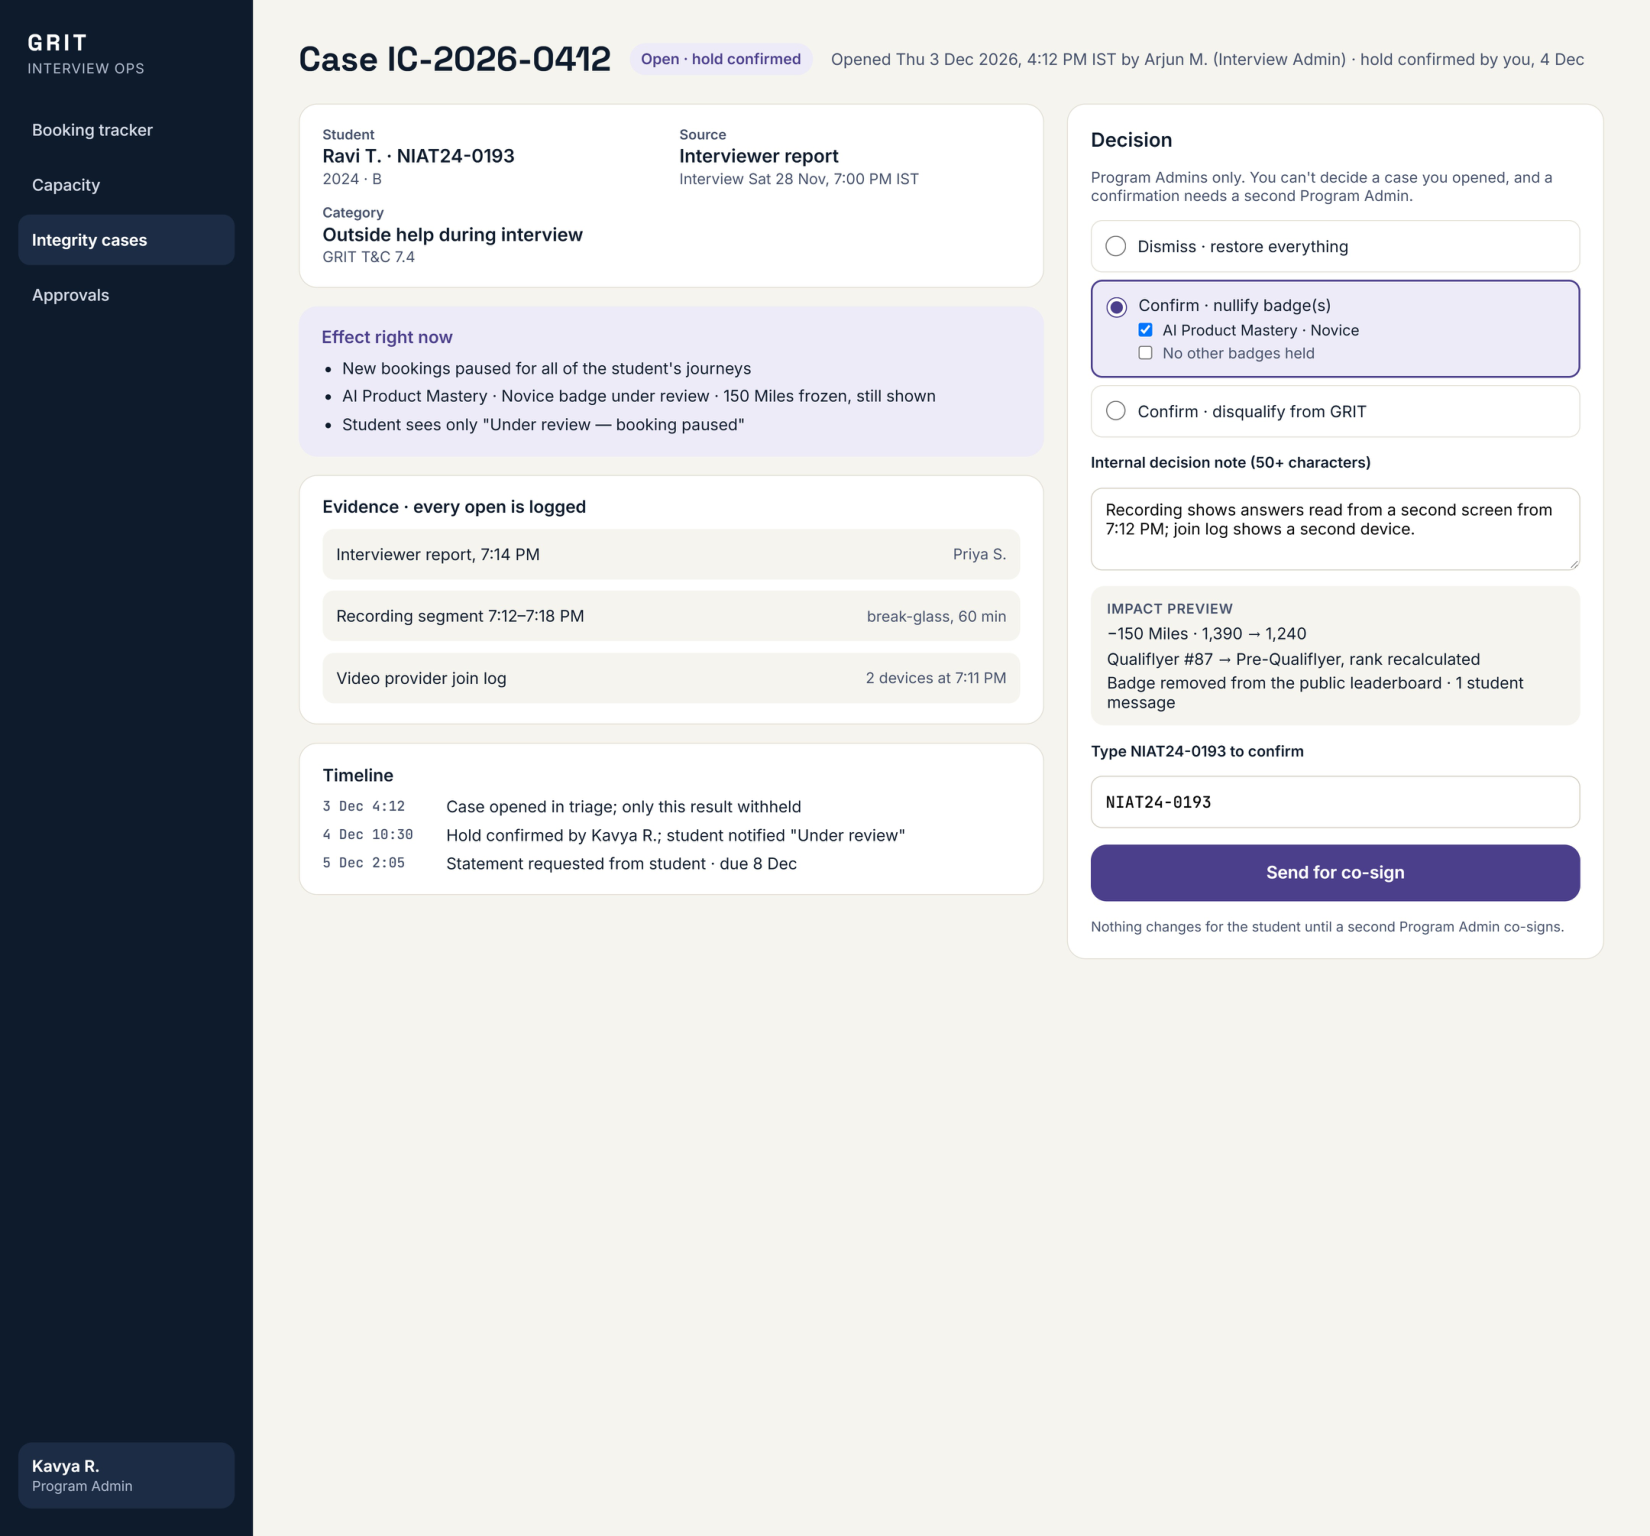 GRIT
INTERVIEW OPS
Booking tracker
Capacity
Integrity cases
Approvals
Kavya R.
Program Admin
Case IC-2026-0412
Open · hold confirmed
Opened Thu 3 Dec 2026, 4:12 PM IST by Arjun M. (Interview Admin) · hold confirmed by you, 4 Dec
Student
Ravi T. · NIAT24-0193
2024 · B
Source
Interviewer report
Interview Sat 28 Nov, 7:00 PM IST
Category
Outside help during interview
GRIT T&C 7.4
Effect right now
• New bookings paused for all of the student's journeys
• AI Product Mastery · Novice badge under review · 150 Miles frozen, still shown
• Student sees only "Under review — booking paused"
Evidence · every open is logged
Interviewer report, 7:14 PM
Priya S.
Recording segment 7:12–7:18 PM
break-glass, 60 min
Video provider join log
2 devices at 7:11 PM
Timeline
3 Dec 4:12
Case opened in triage; only this result withheld
4 Dec 10:30
Hold confirmed by Kavya R.; student notified "Under review"
5 Dec 2:05
Statement requested from student · due 8 Dec
Decision
Program Admins only. You can't decide a case you opened, and a
confirmation needs a second Program Admin.
Dismiss · restore everything
Confirm · nullify badge(s)
AI Product Mastery · Novice
No other badges held
Confirm · disqualify from GRIT
Internal decision note (50+ characters)
Recording shows answers read from a second screen from
7:12 PM; join log shows a second device.
IMPACT PREVIEW
−150 Miles · 1,390 → 1,240
Qualiflyer #87 → Pre-Qualiflyer, rank recalculated
Badge removed from the public leaderboard · 1 student
message
Type NIAT24-0193 to confirm
NIAT24-0193
Send for co-sign
Nothing changes for the student until a second Program Admin co-signs.